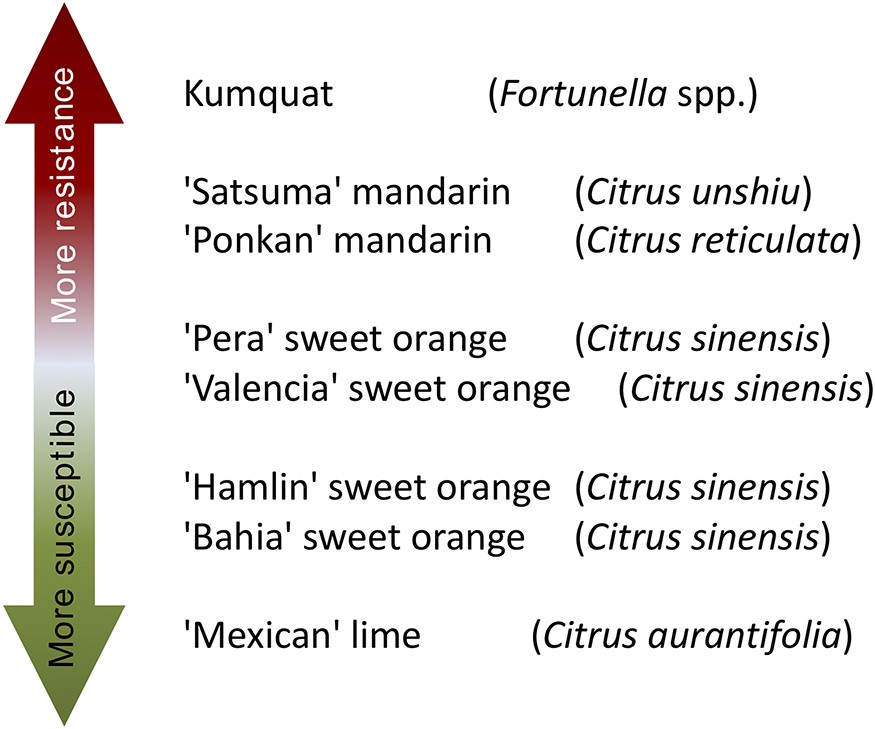 More resistance
More susceptible
Kumquat (Fortunella spp.)
'Satsuma' mandarin (Citrus unshiu)
'Ponkan' mandarin (Citrus reticulata)
'Pera' sweet orange (Citrus sinensis)
'Valencia' sweet orange (Citrus sinensis)
'Hamlin' sweet orange (Citrus sinensis)
'Bahia' sweet orange (Citrus sinensis)
'Mexican' lime (Citrus aurantifolia)